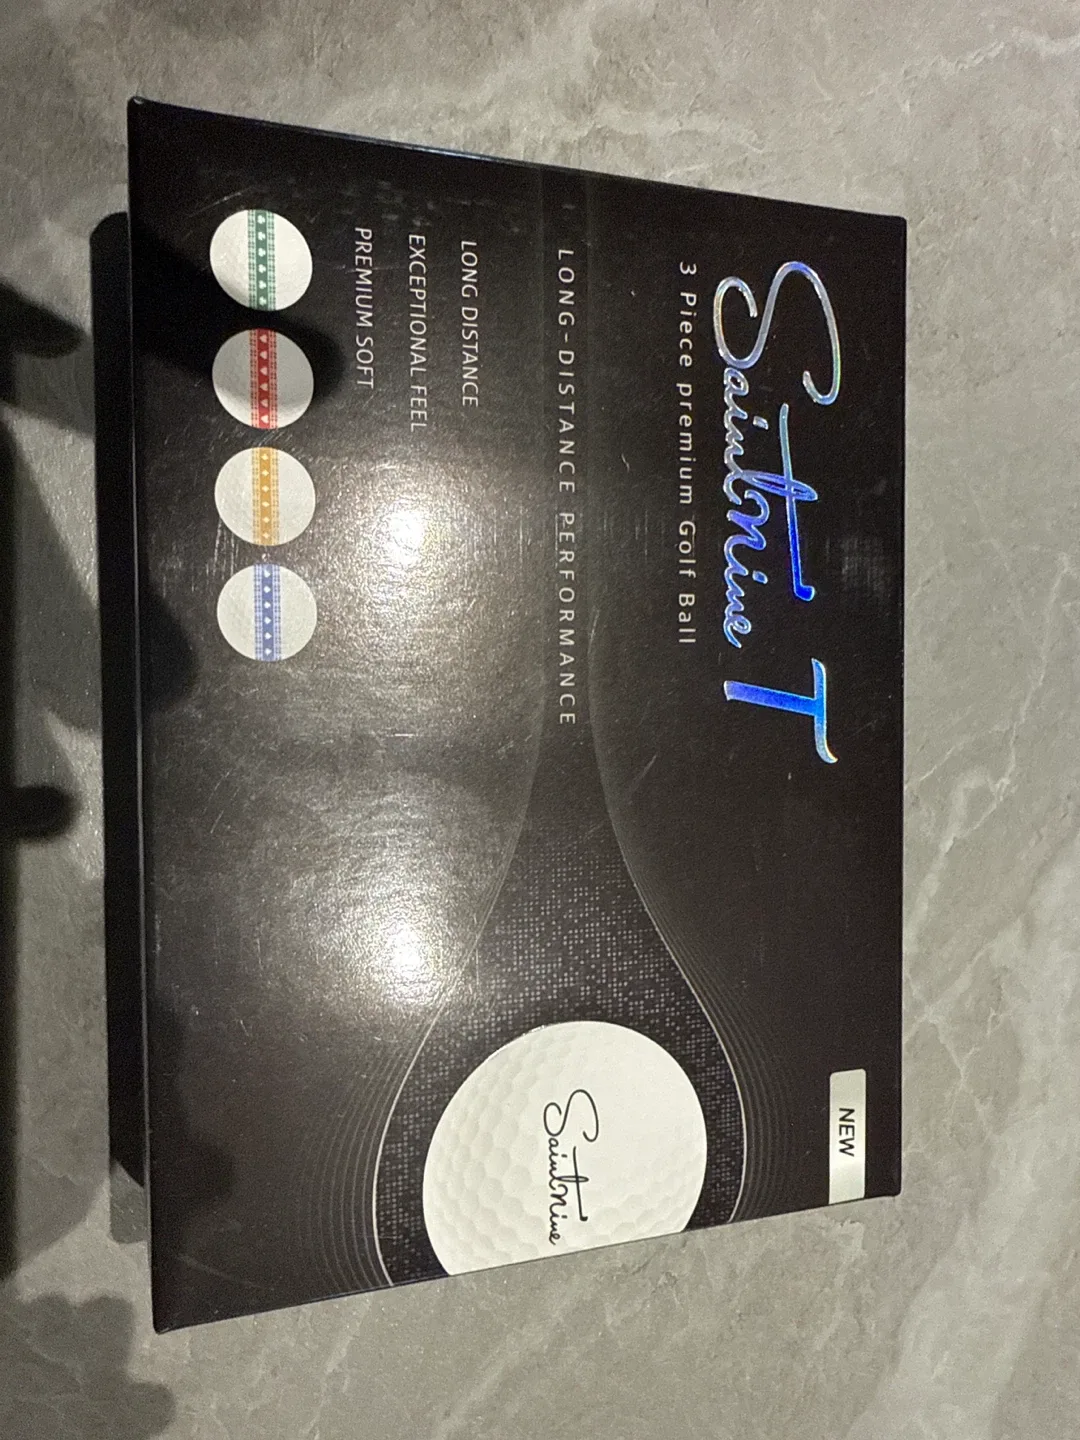 NEW
Saintnine T
3 Piece premium Golf Ball
LONG-DISTANCE PERFORMANCE
LONG DISTANCE
EXCEPTIONAL FEEL
PREMIUM SOFT
Saintnine